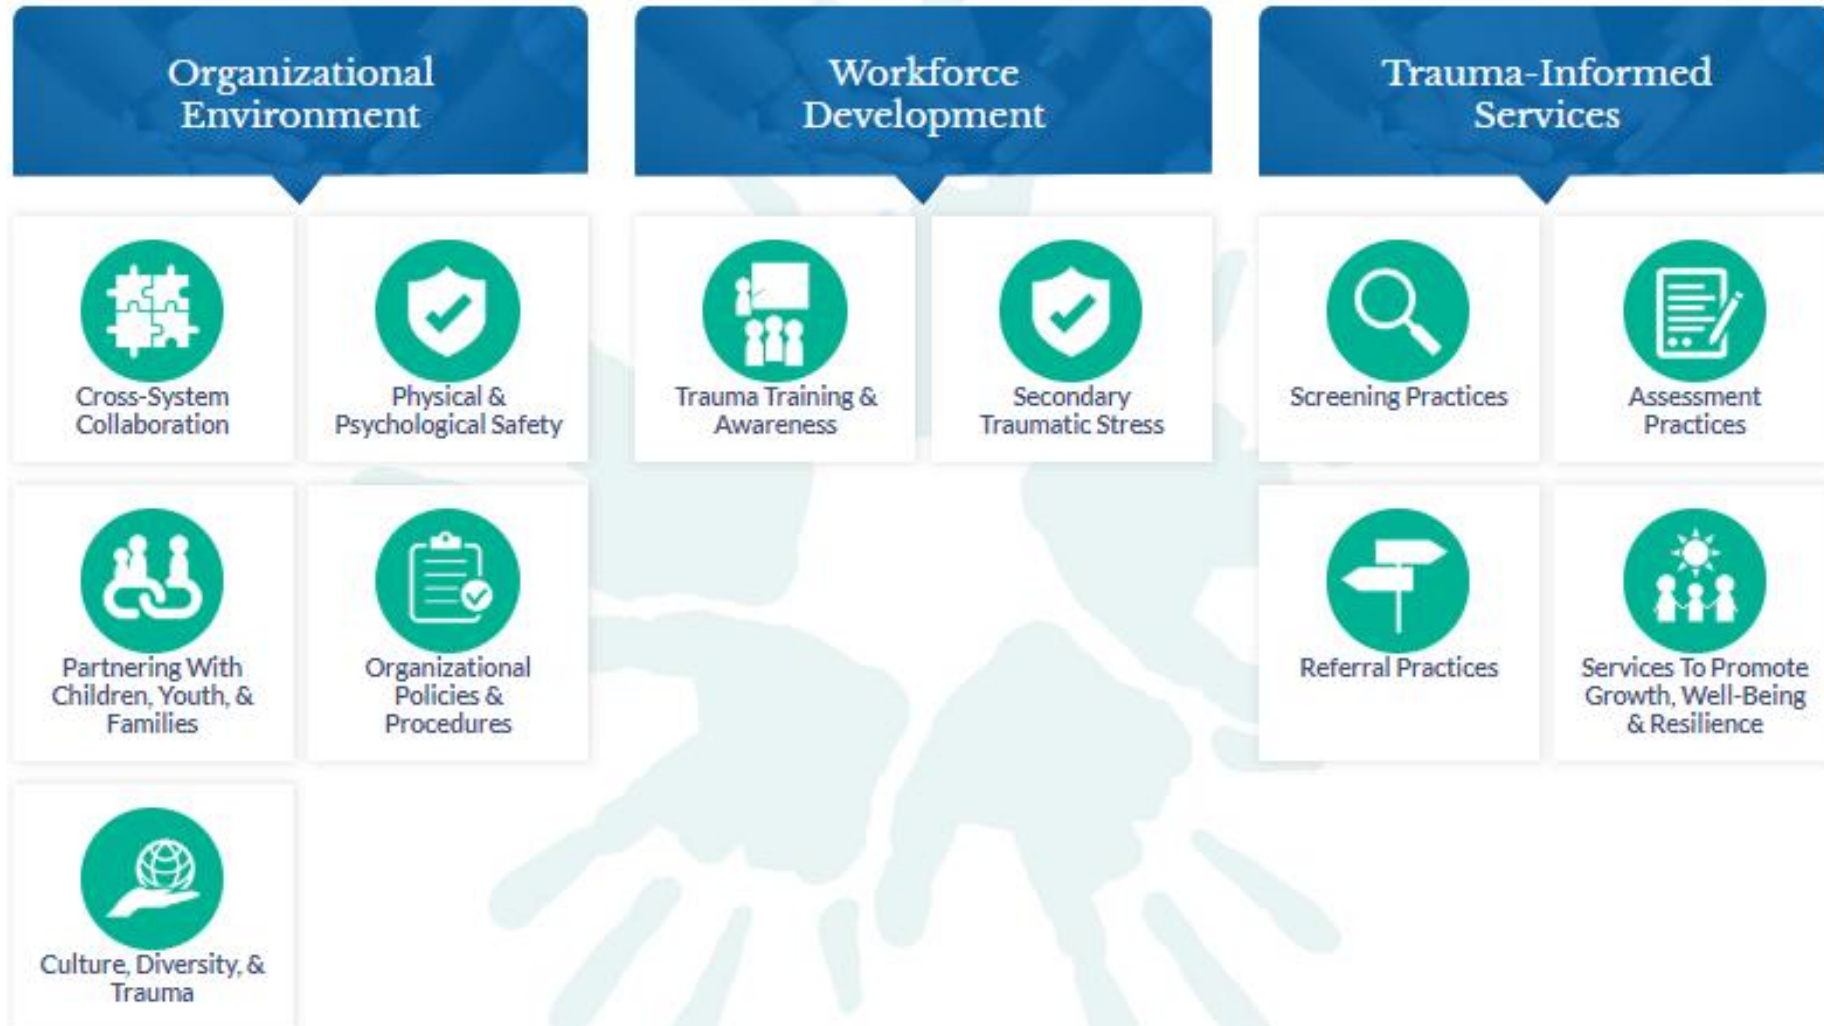 Organizational
Environment
Cross-System
Collaboration
Physical &
Psychological Safety
Partnering With
Children, Youth, &
Families
Organizational
Policies &
Procedures
Culture, Diversity, &
Trauma
Workforce
Development
Trauma Training &
Awareness
Secondary
Traumatic Stress
Trauma-Informed
Services
Screening Practices
Assessment
Practices
Referral Practices
Services To Promote
Growth, Well-Being
& Resilience